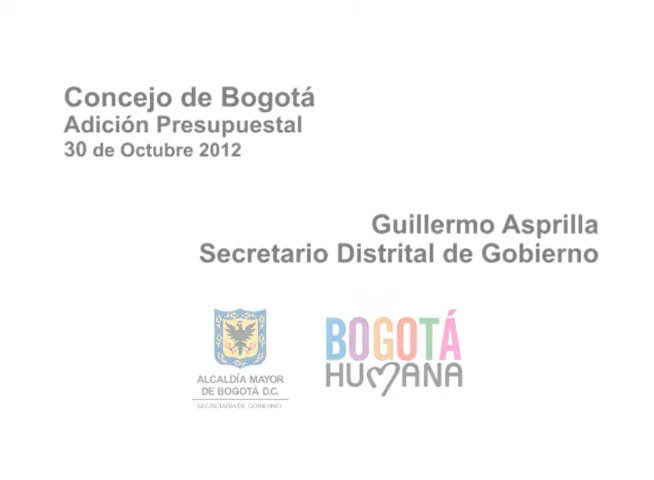 Concejo de Bogotá
Adición Presupuestal
30 de Octubre 2012
Guillermo Asprilla
Secretario Distrital de Gobierno
ALCALDÍA MAYOR
DE BOGOTÁ D.C.
SECRETARÍA DE GOBIERNO
BOGOTÁ
HUMANA